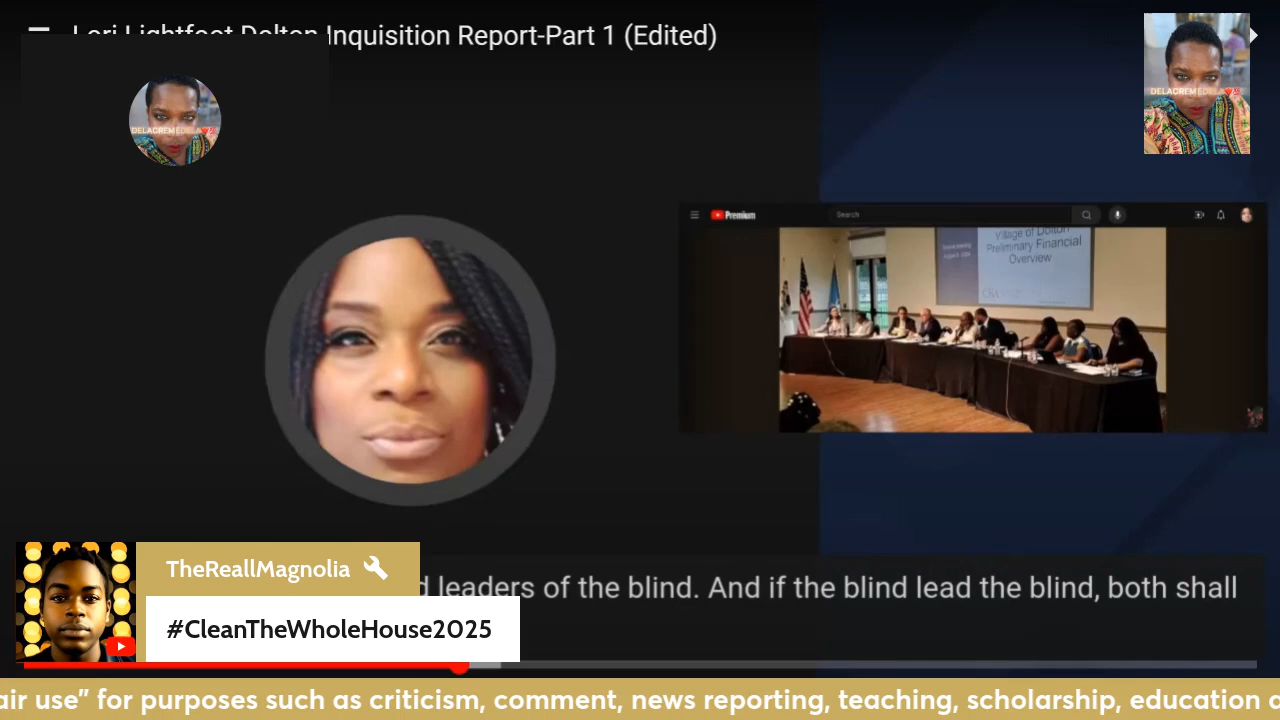 Lori Lightfoot Dolton Inquisition Report-Part 1 (Edited)
DELACREMEDELA
DELACREMEDELA
Premium
Search
Village of Dolton
Preliminary Financial
Overview
TheReallMagnolia
d leaders of the blind. And if the blind lead the blind, both shall
#CleanTheWholeHouse2025
air use” for purposes such as criticism, comment, news reporting, teaching, scholarship, education